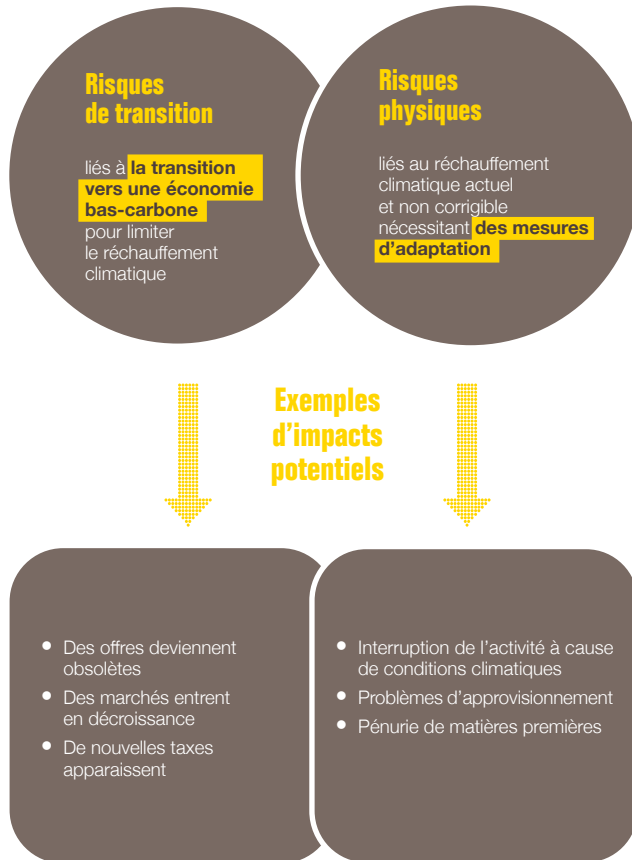 Risques
de transition
liés à la transition
vers une économie
bas-carbone
pour limiter
le réchauffement
climatique
Risques
physiques
liés au réchauffement
climatique actuel
et non corrigible
nécessitant des mesures
d’adaptation
Exemples
d’impacts
potentiels
• Des offres deviennent
obsolètes
• Des marchés entrent
en décroissance
• De nouvelles taxes
apparaissent
• Interruption de l’activité à cause
de conditions climatiques
• Problèmes d’approvisionnement
• Pénurie de matières premières